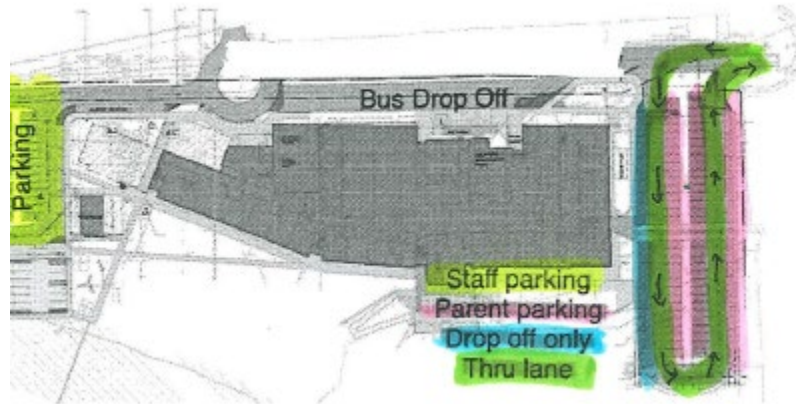 Bus Drop Off
Parking
Staff parking
Parent parking
Drop off only
Thru lane